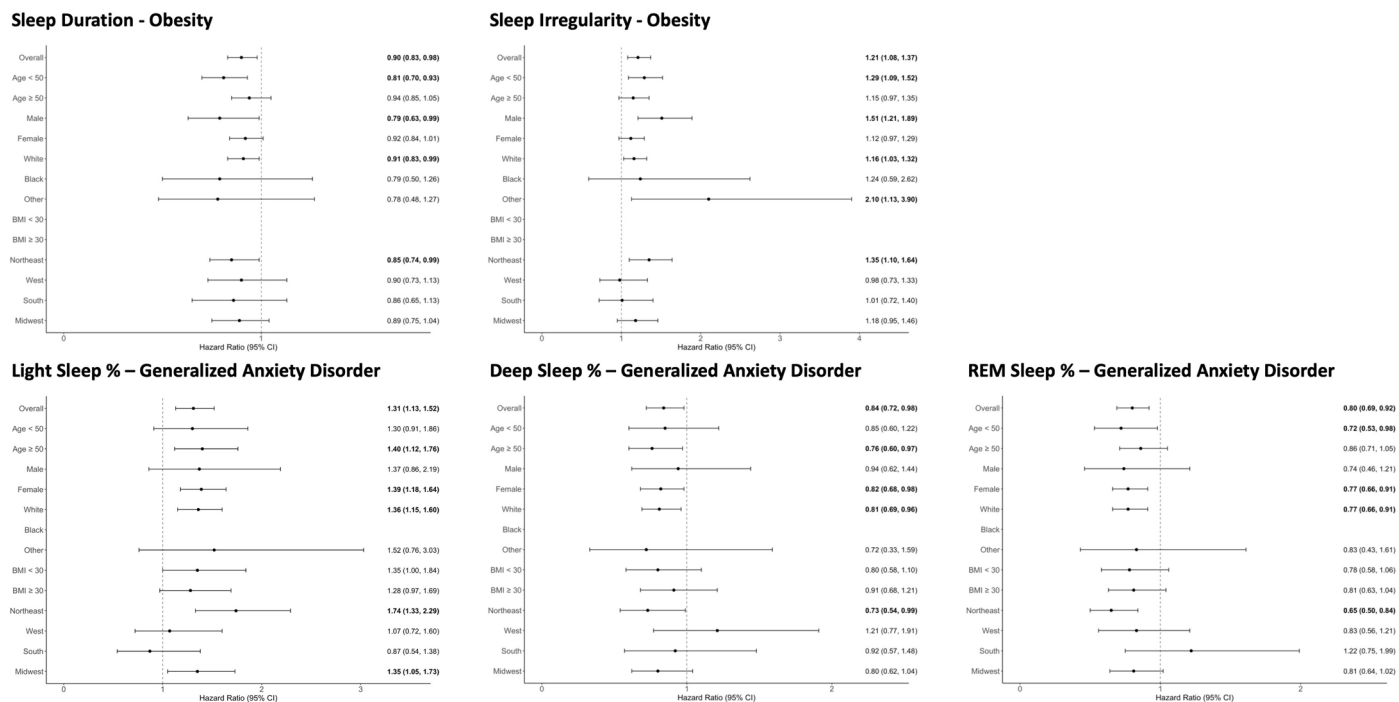 Sleep Duration - Obesity
Overall 0.90 (0.83, 0.98)
Age < 50 0.81 (0.70, 0.93)
Age ≥ 50 0.94 (0.85, 1.05)
Male 0.79 (0.63, 0.99)
Female 0.92 (0.84, 1.01)
White 0.91 (0.83, 0.99)
Black 0.79 (0.50, 1.26)
Other 0.78 (0.48, 1.27)
BMI < 30
BMI ≥ 30
Northeast 0.85 (0.74, 0.99)
West 0.90 (0.73, 1.13)
South 0.86 (0.65, 1.13)
Midwest 0.89 (0.75, 1.04)
0 1
Hazard Ratio (95% CI)
Sleep Irregularity - Obesity
Overall 1.21 (1.08, 1.37)
Age < 50 1.29 (1.09, 1.52)
Age ≥ 50 1.15 (0.97, 1.35)
Male 1.51 (1.21, 1.89)
Female 1.12 (0.97, 1.29)
White 1.16 (1.03, 1.32)
Black 1.24 (0.59, 2.62)
Other 2.10 (1.13, 3.90)
BMI < 30
BMI ≥ 30
Northeast 1.35 (1.10, 1.64)
West 0.98 (0.73, 1.33)
South 1.01 (0.72, 1.40)
Midwest 1.18 (0.95, 1.46)
0 1 2 3 4
Hazard Ratio (95% CI)
Light Sleep % – Generalized Anxiety Disorder
Overall 1.31 (1.13, 1.52)
Age < 50 1.30 (0.91, 1.86)
Age ≥ 50 1.40 (1.12, 1.76)
Male 1.37 (0.86, 2.19)
Female 1.39 (1.18, 1.64)
White 1.36 (1.15, 1.60)
Black
Other 1.52 (0.76, 3.03)
BMI < 30 1.35 (1.00, 1.84)
BMI ≥ 30 1.28 (0.97, 1.69)
Northeast 1.74 (1.33, 2.29)
West 1.07 (0.72, 1.60)
South 0.87 (0.54, 1.38)
Midwest 1.35 (1.05, 1.73)
0 1 2 3
Hazard Ratio (95% CI)
Deep Sleep % – Generalized Anxiety Disorder
Overall 0.84 (0.72, 0.98)
Age < 50 0.85 (0.60, 1.22)
Age ≥ 50 0.76 (0.60, 0.97)
Male 0.94 (0.62, 1.44)
Female 0.82 (0.68, 0.98)
White 0.81 (0.69, 0.96)
Black
Other 0.72 (0.33, 1.59)
BMI < 30 0.80 (0.58, 1.10)
BMI ≥ 30 0.91 (0.68, 1.21)
Northeast 0.73 (0.54, 0.99)
West 1.21 (0.77, 1.91)
South 0.92 (0.57, 1.48)
Midwest 0.80 (0.62, 1.04)
0 1 2
Hazard Ratio (95% CI)
REM Sleep % – Generalized Anxiety Disorder
Overall 0.80 (0.69, 0.92)
Age < 50 0.72 (0.53, 0.98)
Age ≥ 50 0.86 (0.71, 1.05)
Male 0.74 (0.46, 1.21)
Female 0.77 (0.66, 0.91)
White 0.77 (0.66, 0.91)
Black
Other 0.83 (0.43, 1.61)
BMI < 30 0.78 (0.58, 1.06)
BMI ≥ 30 0.81 (0.63, 1.04)
Northeast 0.65 (0.50, 0.84)
West 0.83 (0.56, 1.21)
South 1.22 (0.75, 1.99)
Midwest 0.81 (0.64, 1.02)
0 1 2
Hazard Ratio (95% CI)